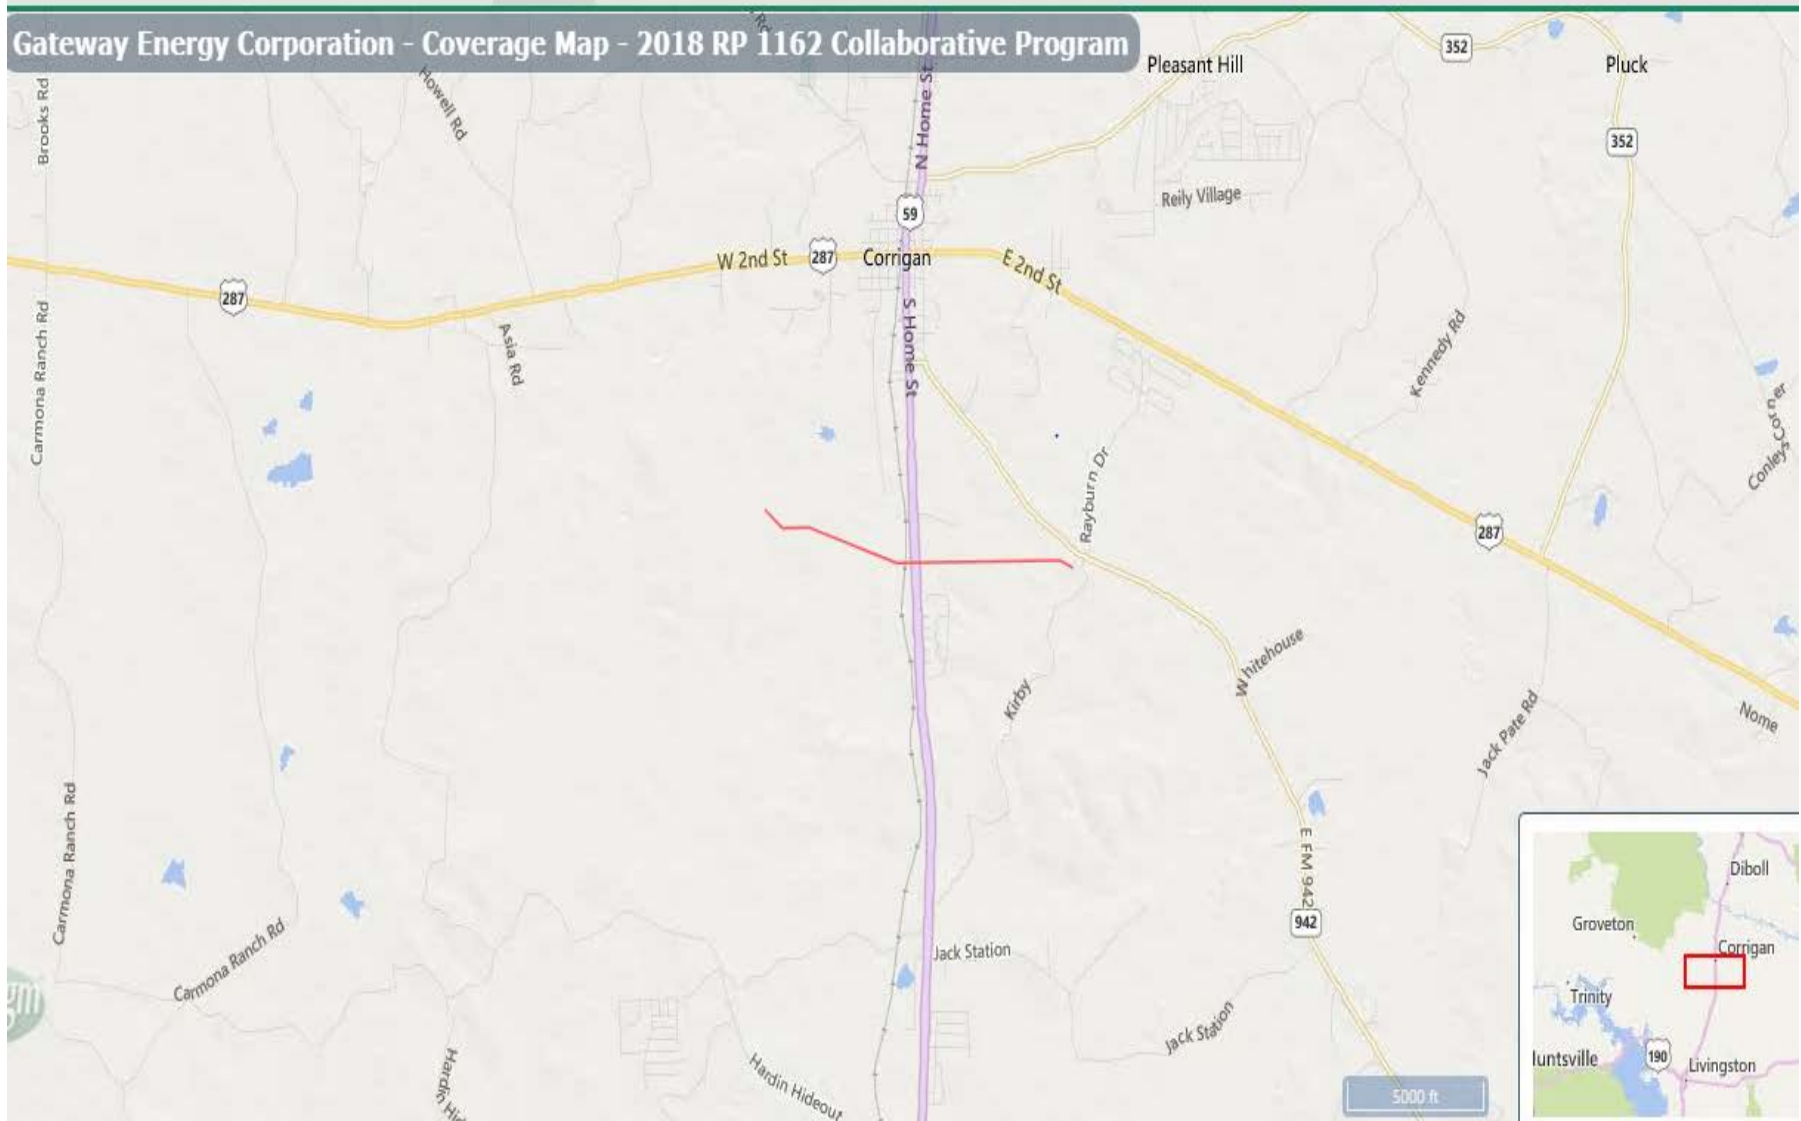 Gateway Energy Corporation - Coverage Map - 2018 RP 1162 Collaborative Program
Pleasant Hill
352
Pluck
Brooks Rd
Howell Rd
N Home St
352
Reily Village
59
W 2nd St
287
Corrigan
E 2nd St
287
Carmona Ranch Rd
Asia Rd
S Home St
Kennedy Rd
Conleys Corner
Rayburn Dr
287
Whitehouse
Kirby
Jack Pate Rd
Nome
Carmona Ranch Rd
E FM 942
942
Carmona Ranch Rd
Jack Station
Jack Station
gm
Hardin Hideout
5000 ft
Diboll
Groveton
Corrigan
Trinity
untsville
190
Livingston